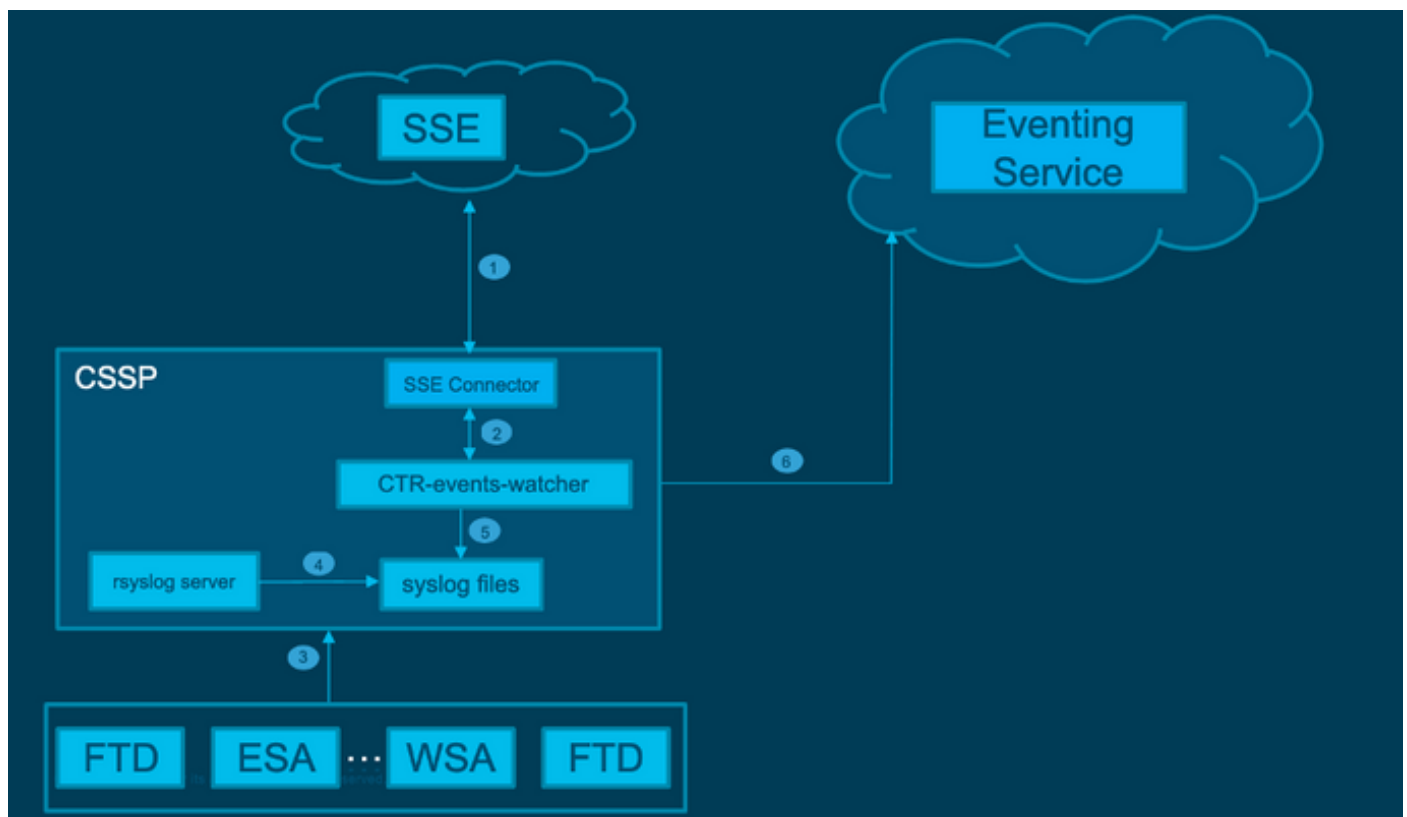 SSE
Eventing
Service
1
CSSP
SSE Connector
2
CTR-events-watcher
6
5
rsyslog server
4
syslog files
3
FTD
ESA
...
WSA
FTD